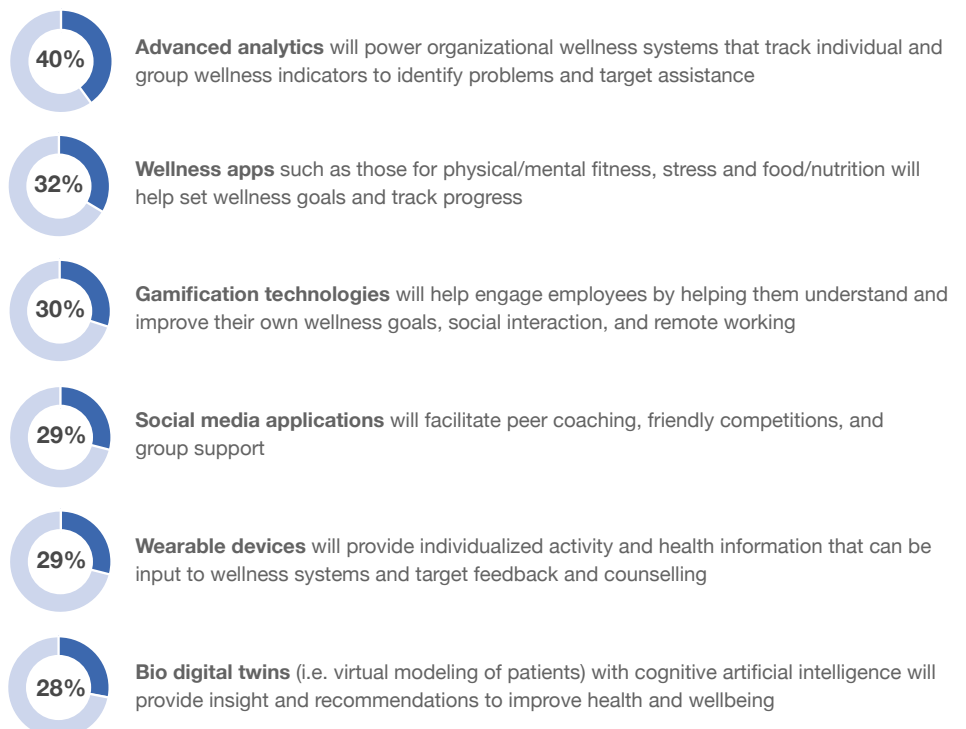 40%
Advanced analytics will power organizational wellness systems that track individual and
group wellness indicators to identify problems and target assistance
32%
Wellness apps such as those for physical/mental fitness, stress and food/nutrition will
help set wellness goals and track progress
30%
Gamification technologies will help engage employees by helping them understand and
improve their own wellness goals, social interaction, and remote working
29%
Social media applications will facilitate peer coaching, friendly competitions, and
group support
29%
Wearable devices will provide individualized activity and health information that can be
input to wellness systems and target feedback and counselling
28%
Bio digital twins (i.e. virtual modeling of patients) with cognitive artificial intelligence will
provide insight and recommendations to improve health and wellbeing